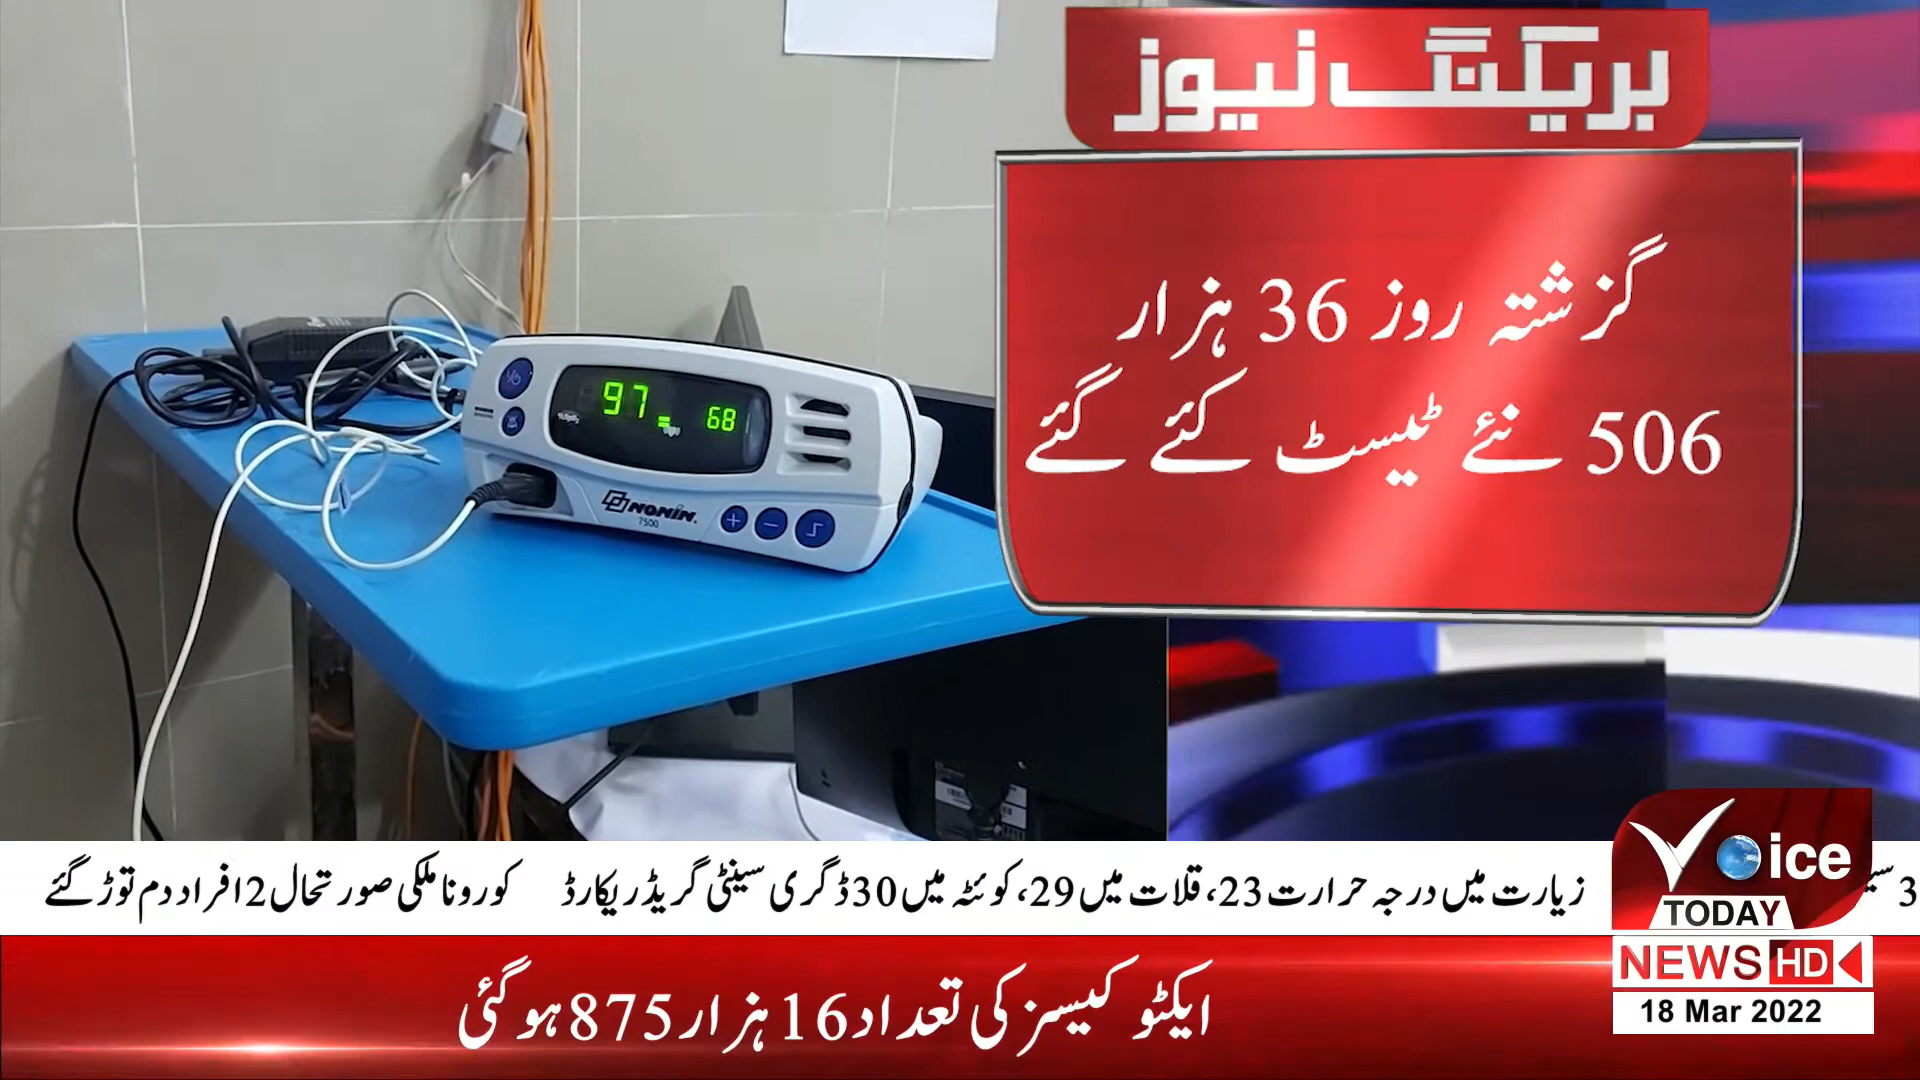 بریکنگ نیوز
گزشتہ روز 36 ہزار
506 نئے ٹیسٹ کئے گئے
97 68
%SpO2
NONIN
7500
زیارت میں درجہ حرارت 23، قلات میں 29، کوئٹہ میں 30 ڈگری سینٹی گریڈ ریکارڈ کورونا ملکی صورتحال 2 افراد دم توڑ گئے
ایکٹو کیسز کی تعداد 16 ہزار 875 ہو گئی
Voice
TODAY
NEWS HD
18 Mar 2022